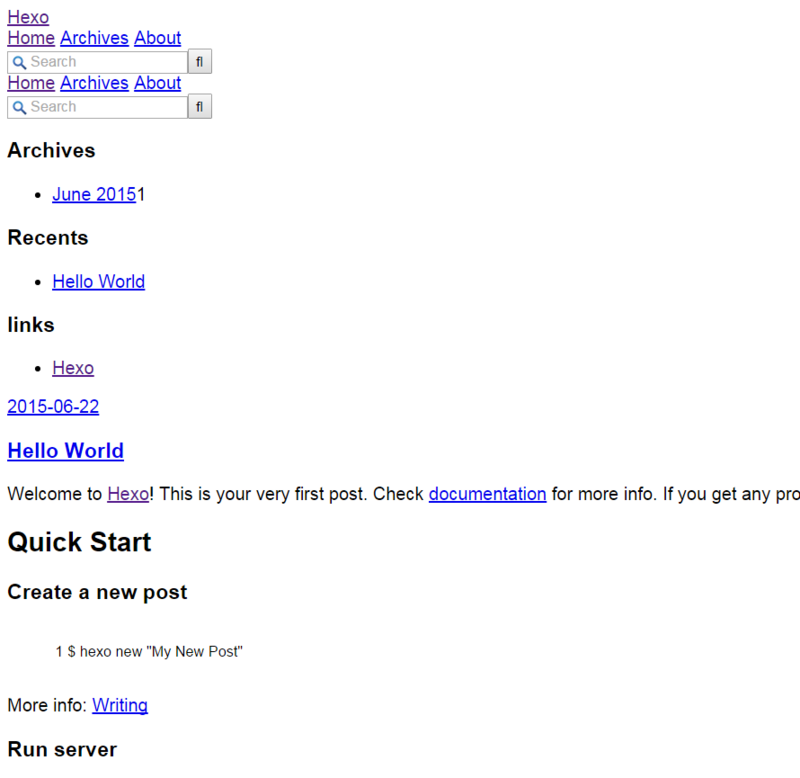 Hexo
Home Archives About
Search fl
Home Archives About
Search fl
Archives
June 20151
Recents
Hello World
links
Hexo
2015-06-22
Hello World
Welcome to Hexo! This is your very first post. Check documentation for more info. If you get any pro
Quick Start
Create a new post
1 $ hexo new "My New Post"
More info: Writing
Run server